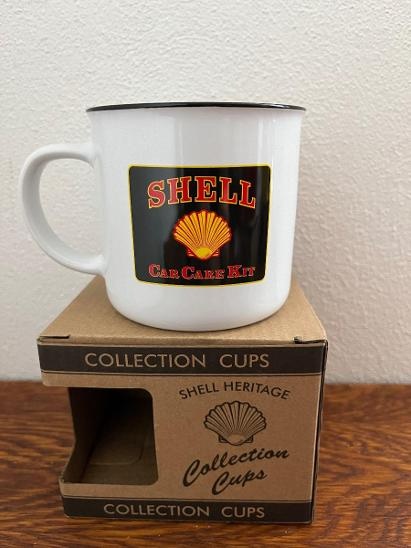 SHELL
CAR CARE KIT
COLLECTION CUPS
SHELL HERITAGE
Collection
Cups
COLLECTION CUPS